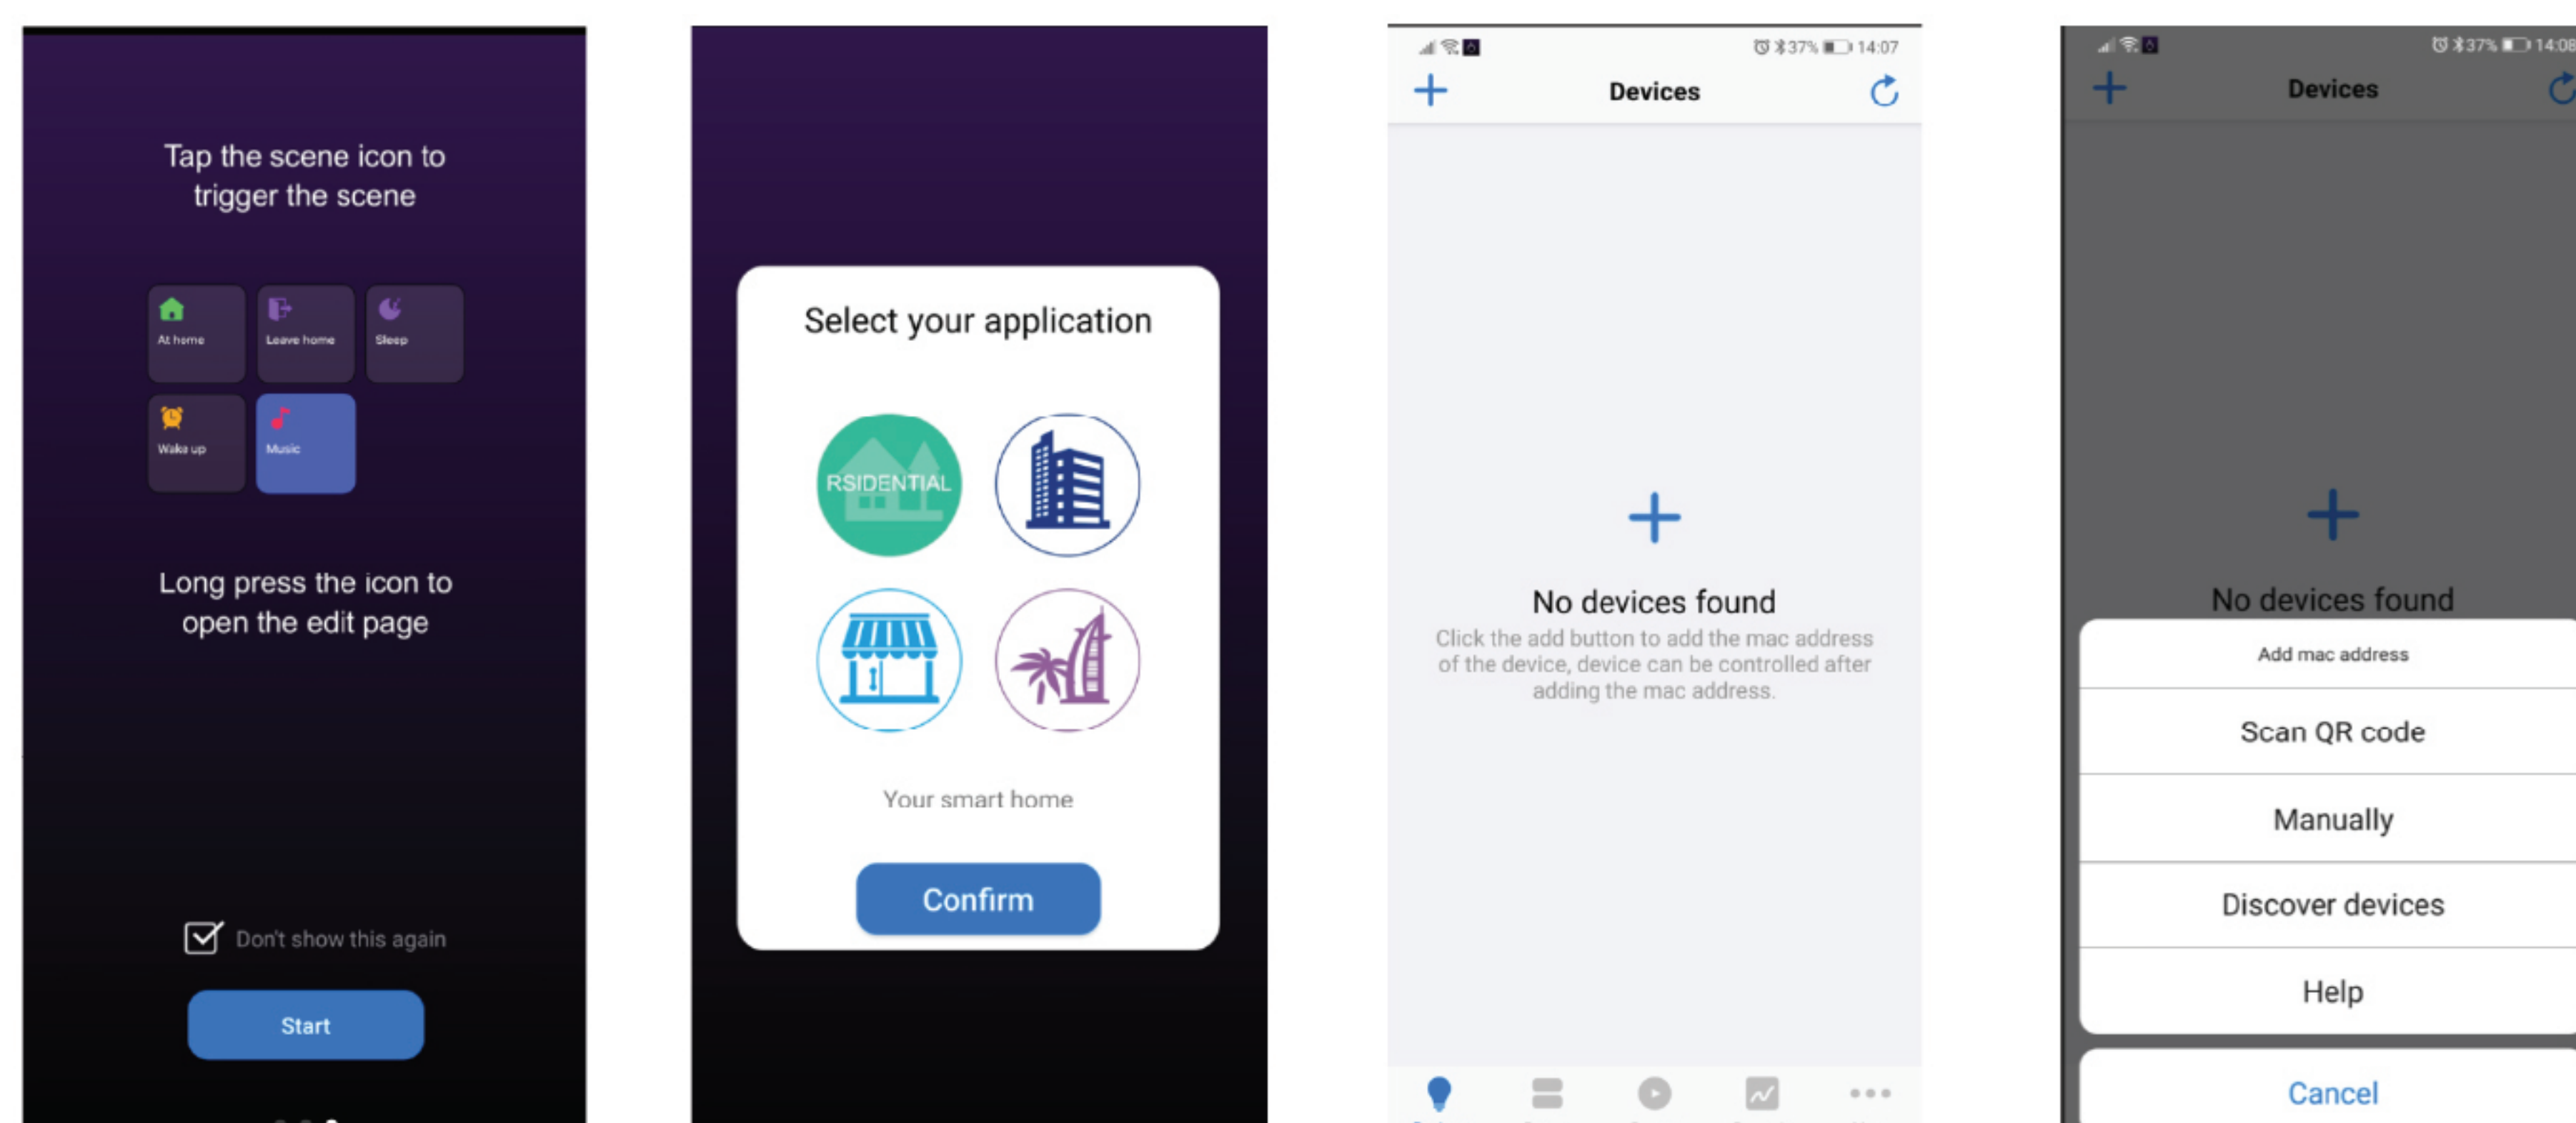 Tap the scene icon to
trigger the scene
At home
Leave home
Sleep
Wake up
Music
Long press the icon to
open the edit page
Don't show this again
Start
Select your application
RSIDENTIAL
Your smart home
Confirm
37% 14:07
Devices
No devices found
Click the add button to add the mac address
of the device, device can be controlled after
adding the mac address.
37% 14:08
Devices
No devices found
Add mac address
Scan QR code
Manually
Discover devices
Help
Cancel